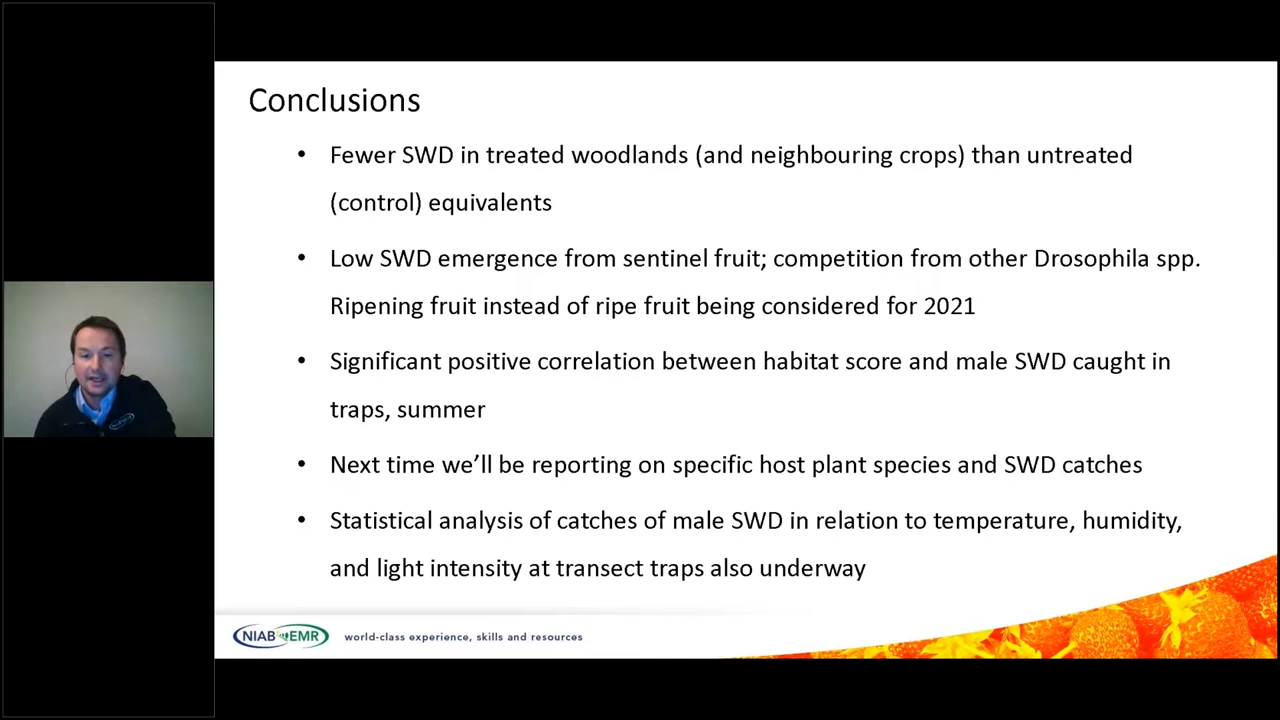 Conclusions
• Fewer SWD in treated woodlands (and neighbouring crops) than untreated
(control) equivalents
• Low SWD emergence from sentinel fruit; competition from other Drosophila spp.
Ripening fruit instead of ripe fruit being considered for 2021
• Significant positive correlation between habitat score and male SWD caught in
traps, summer
• Next time we’ll be reporting on specific host plant species and SWD catches
• Statistical analysis of catches of male SWD in relation to temperature, humidity,
and light intensity at transect traps also underway
NIAB EMR world-class experience, skills and resources